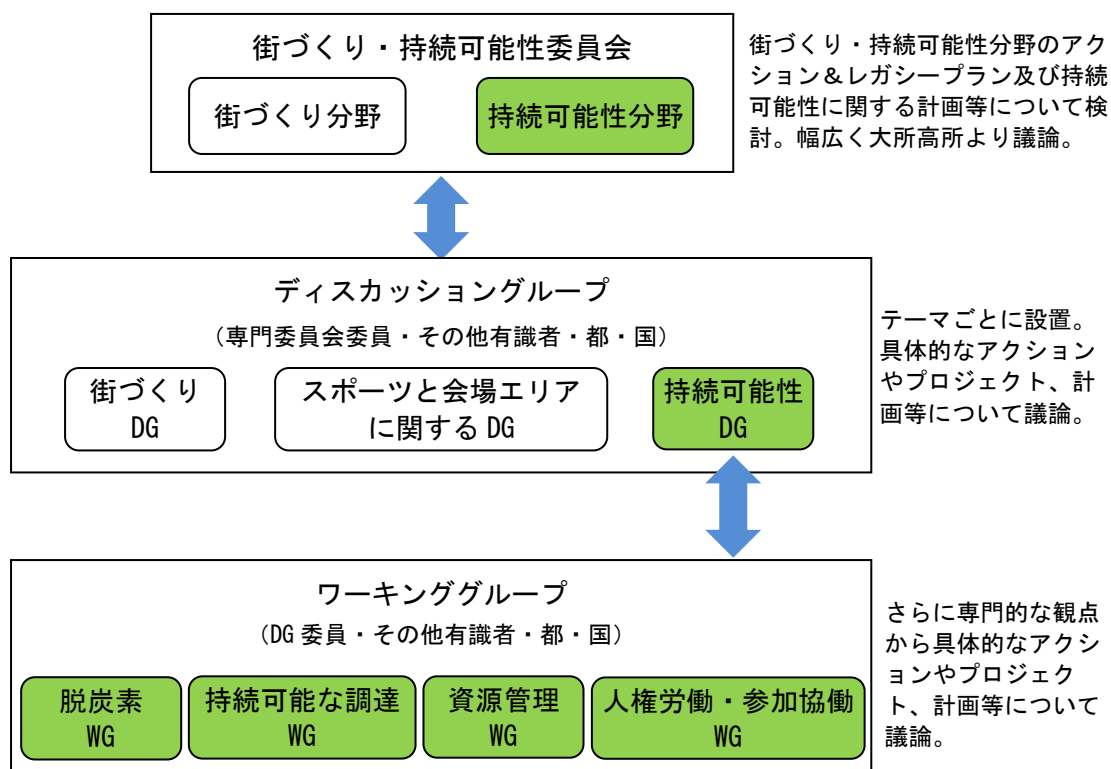 街づくり・持続可能性委員会
街づくり分野
持続可能性分野
街づくり・持続可能性分野のアク
ション＆レガシープラン及び持続
可能性に関する計画等について検
討。幅広く大所高所より議論。
ディスカッショングループ
（専門委員会委員・その他有識者・都・国）
街づくり
DG
スポーツと会場エリア
に関する DG
持続可能性
DG
テーマごとに設置。
具体的なアクション
やプロジェクト、計
画等について議論。
ワーキンググループ
（DG 委員・その他有識者・都・国）
脱炭素
WG
持続可能な調達
WG
資源管理
WG
人権労働・参加協働
WG
さらに専門的な観点
から具体的なアクシ
ョンやプロジェク
ト、計画等について
議論。